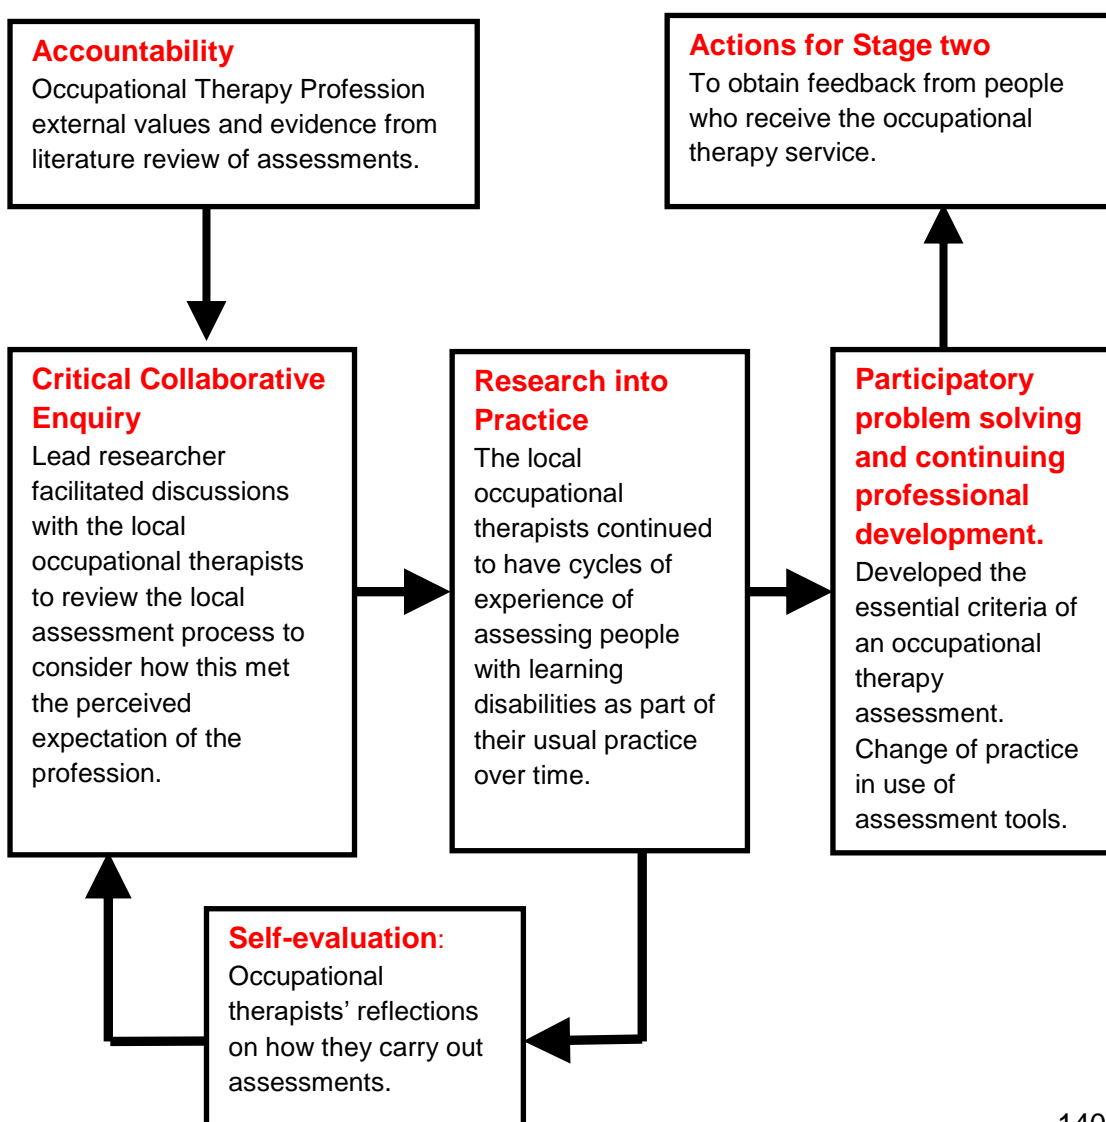 Accountability
Occupational Therapy Profession
external values and evidence from
literature review of assessments.
Actions for Stage two
To obtain feedback from people
who receive the occupational
therapy service.
Critical Collaborative
Enquiry
Lead researcher
facilitated discussions
with the local
occupational therapists
to review the local
assessment process to
consider how this met
the perceived
expectation of the
profession.
Research into
Practice
The local
occupational
therapists continued
to have cycles of
experience of
assessing people
with learning
disabilities as part of
their usual practice
over time.
Participatory
problem solving
and continuing
professional
development.
Developed the
essential criteria of
an occupational
therapy
assessment.
Change of practice
in use of
assessment tools.
Self-evaluation:
Occupational
therapists’ reflections
on how they carry out
assessments.
140